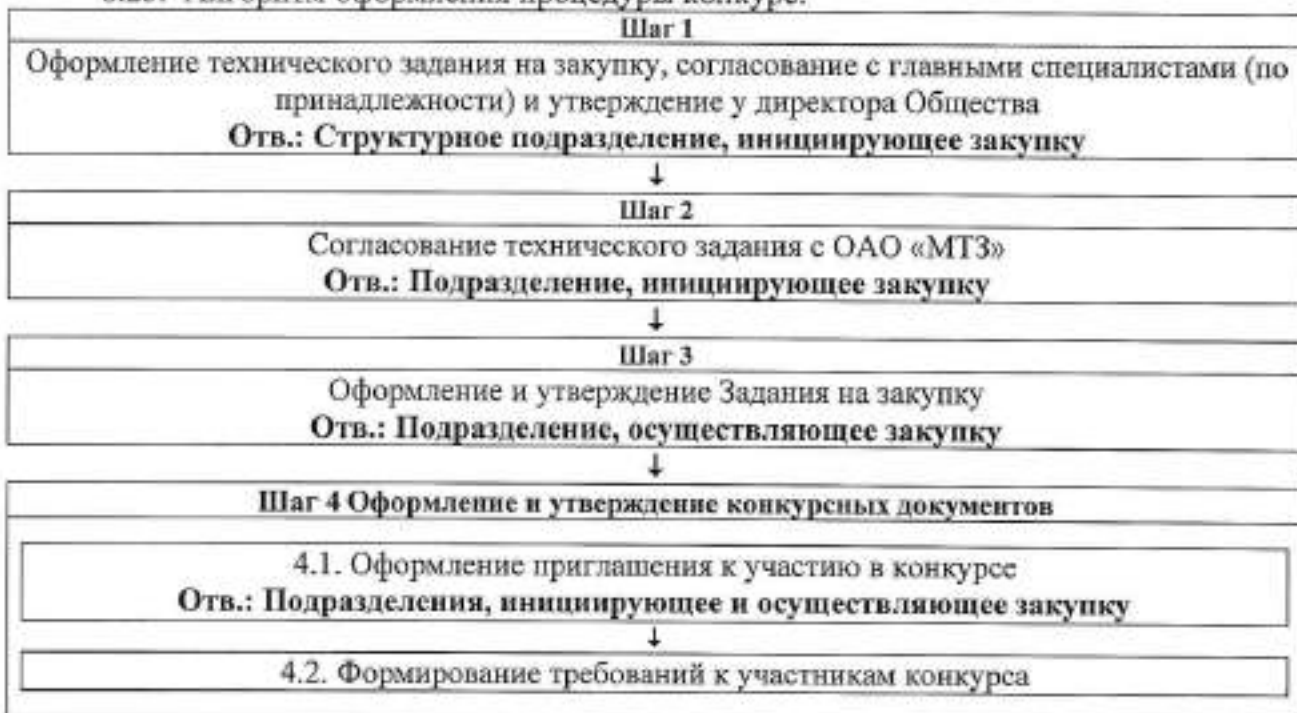 оформления процедуры конкурс.
Шаг 1
Оформление технического задания на закупку, согласование с главными специалистами (по
принадлежности) и утверждение у директора Общества
Отв.: Структурное подразделение, инициирующее закупку
↓
Шаг 2
Согласование технического задания с ОАО «МТЗ»
Отв.: Подразделение, инициирующее закупку
↓
Шаг 3
Оформление и утверждение Задания на закупку
Отв.: Подразделение, осуществляющее закупку
↓
Шаг 4 Оформление и утверждение конкурсных документов
4.1. Оформление приглашения к участию в конкурсе
Отв.: Подразделения, инициирующее и осуществляющее закупку
↓
4.2. Формирование требований к участникам конкурса